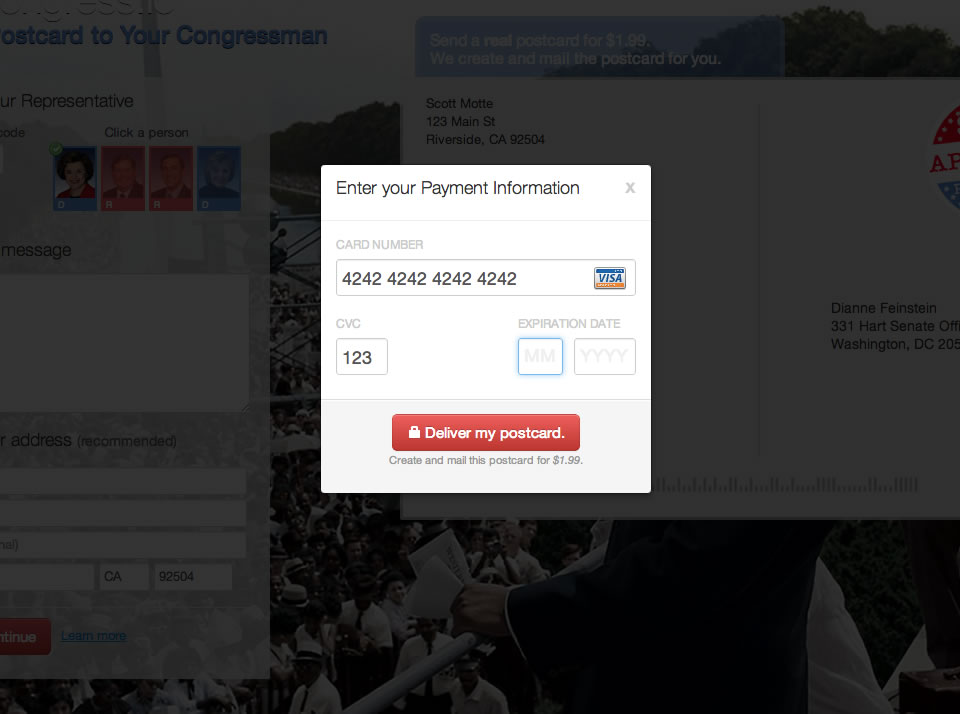 ostcard to Your Congressman
Send a real postcard for $1.99.
We create and mail the postcard for you.
ur Representative
code
Click a person
D
R
R
D
message
r address (recommended)
nal)
CA
92504
ntinue
Learn more
Scott Motte
123 Main St
Riverside, CA 92504
Dianne Feinstein
331 Hart Senate Offi
Washington, DC 205
Enter your Payment Information
x
CARD NUMBER
4242 4242 4242 4242
VISA
CVC
EXPIRATION DATE
123
MM
YYYY
Deliver my postcard.
Create and mail this postcard for $1.99.